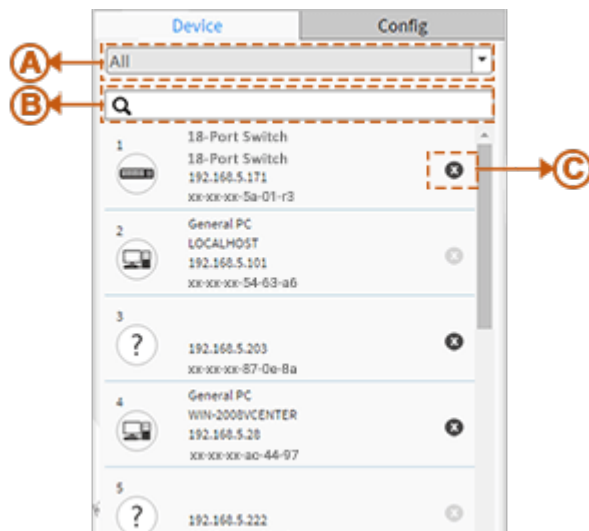 Device Config
A
All
B
1
18-Port Switch
18-Port Switch
192.168.5.171
xx-xx-xx-5a-01-r3
C
2
General PC
LOCALHOST
192.168.5.101
xx-xx-xx-54-63-a6
3
?
192.168.5.203
xx-xx-xx-87-0e-8a
4
General PC
WIN-2008VCENTER
192.168.5.28
xx-xx-xx-ac-44-97
5
?
192.168.5.222